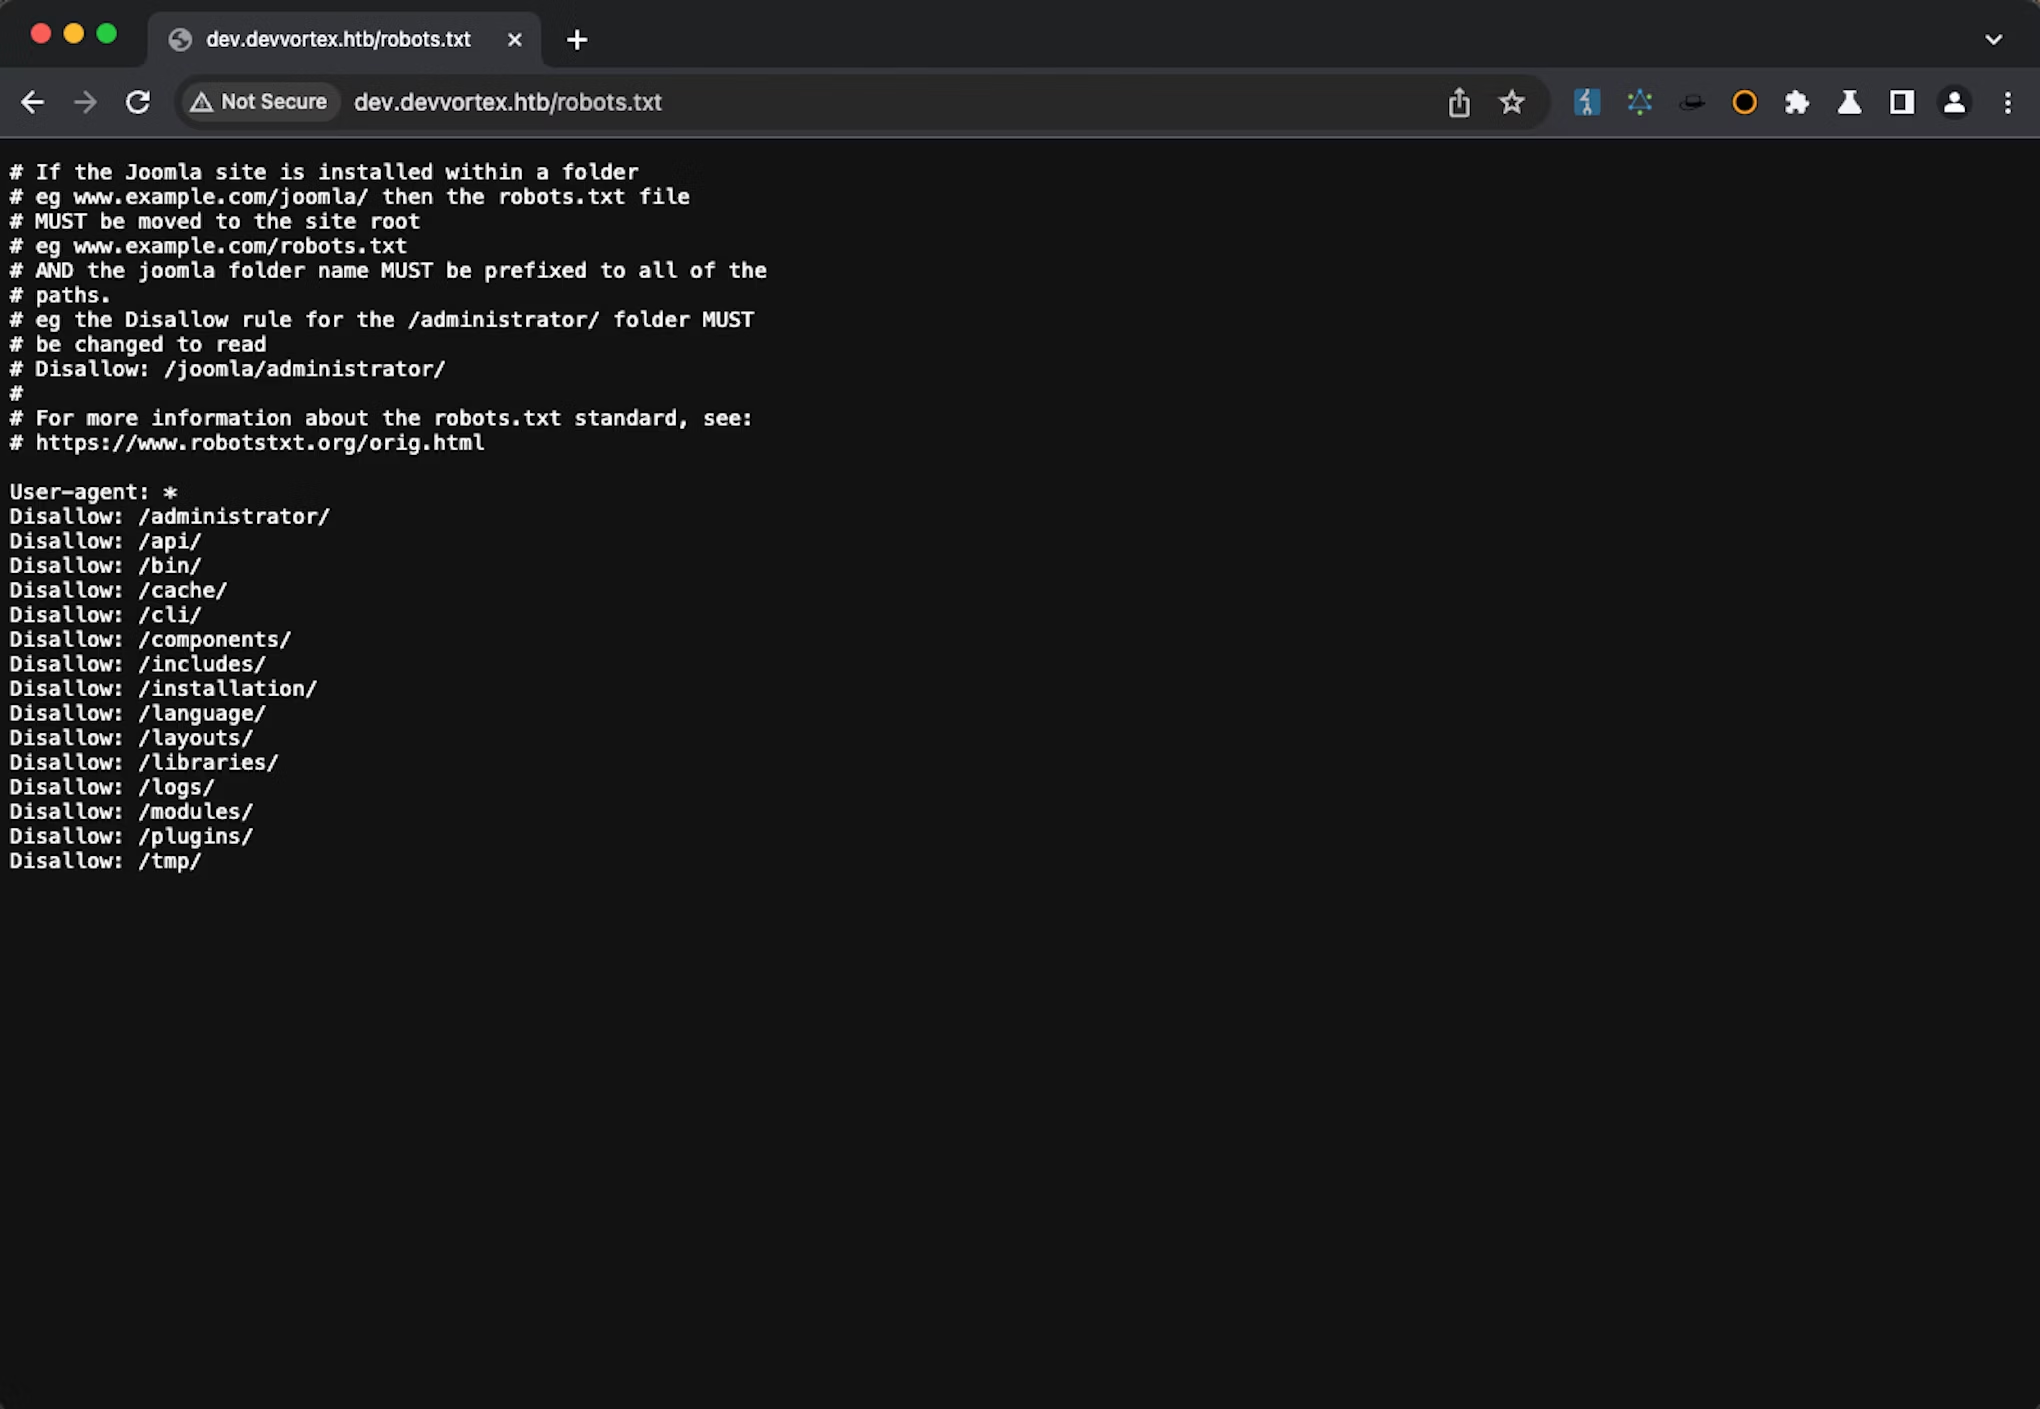 dev.devvortex.htb/robots.txt
Not Secure
dev.devvortex.htb/robots.txt
# If the Joomla site is installed within a folder
# eg www.example.com/joomla/ then the robots.txt file
# MUST be moved to the site root
# eg www.example.com/robots.txt
# AND the joomla folder name MUST be prefixed to all of the
# paths.
# eg the Disallow rule for the /administrator/ folder MUST
# be changed to read
# Disallow: /joomla/administrator/
#
# For more information about the robots.txt standard, see:
# https://www.robotstxt.org/orig.html
User-agent: *
Disallow: /administrator/
Disallow: /api/
Disallow: /bin/
Disallow: /cache/
Disallow: /cli/
Disallow: /components/
Disallow: /includes/
Disallow: /installation/
Disallow: /language/
Disallow: /layouts/
Disallow: /libraries/
Disallow: /logs/
Disallow: /modules/
Disallow: /plugins/
Disallow: /tmp/